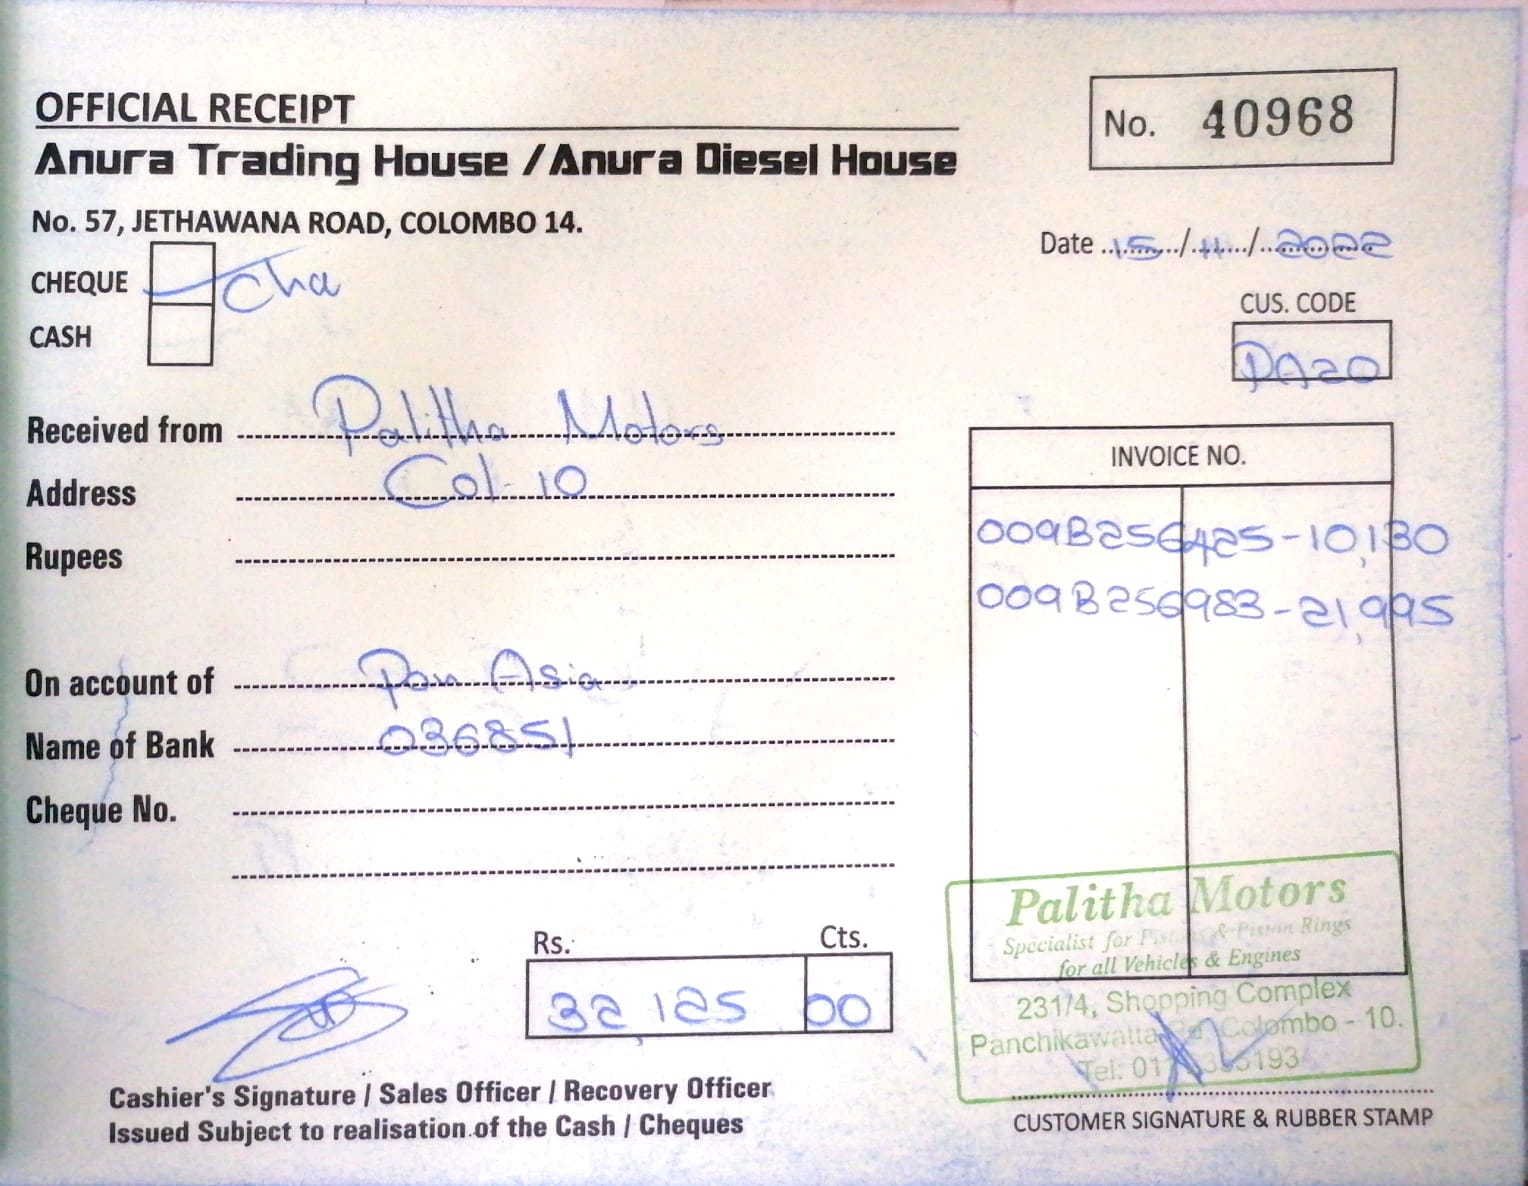 OFFICIAL RECEIPT
No. 40968
Anura Trading House / Anura Diesel House
No. 57, JETHAWANA ROAD, COLOMBO 14.
Date 15/11/2022
CHEQUE Cha
CASH
CUS. CODE
PA20
Received from Palitha Motors
Address Col-10
Rupees
INVOICE NO.
009B256425-10,130
009B256983-21,995
On account of Pan Asia
Name of Bank 036851
Cheque No.
Rs. Cts.
32,125 00
Palitha Motors
Specialist for Pistons & Piston Rings
for all Vehicles & Engines
231/4, Shopping Complex
Panchikawatta Rd, Colombo - 10.
Tel:
Cashier's Signature / Sales Officer / Recovery Officer
Issued Subject to realisation of the Cash / Cheques
CUSTOMER SIGNATURE & RUBBER STAMP